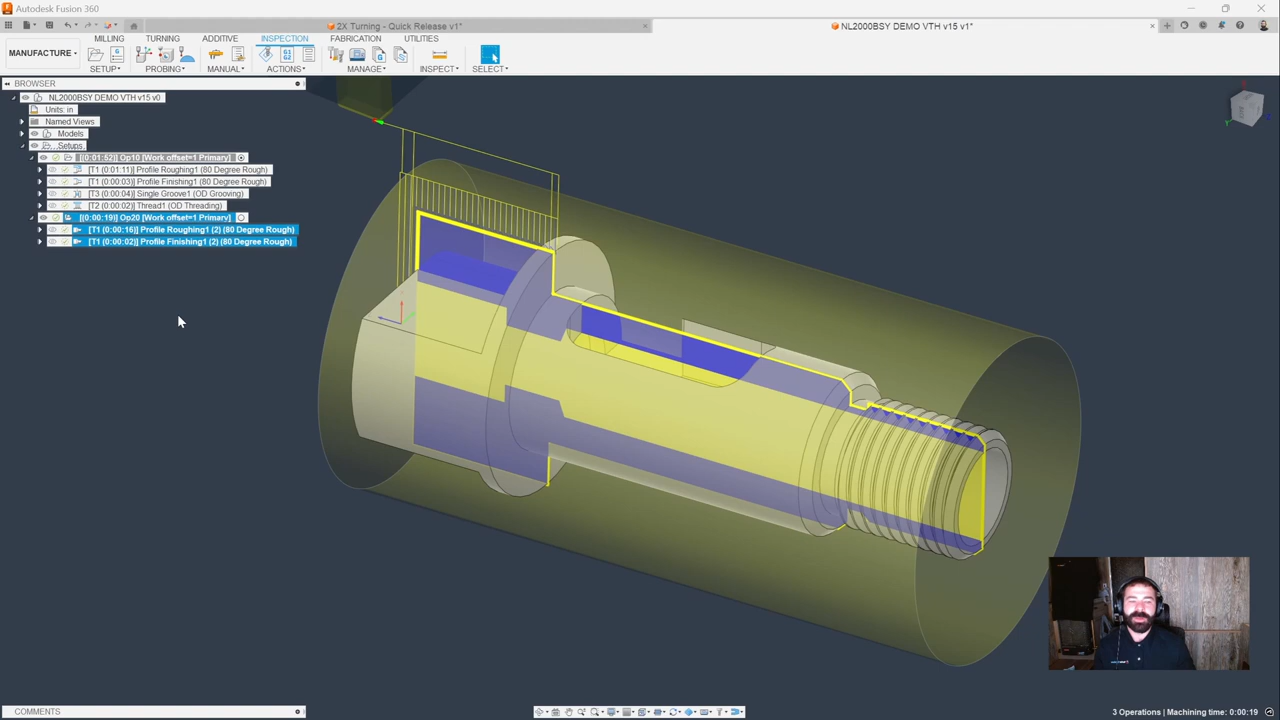 Autodesk Fusion 360
2X Turning - Quick Release v1*
NL2000BSY DEMO VTH v15 v1*
MANUFACTURE
MILLING
TURNING
ADDITIVE
INSPECTION
FABRICATION
UTILITIES
G1
G2
SETUP
PROBING
MANUAL
ACTIONS
MANAGE
INSPECT
SELECT
BROWSER
NL2000BSY DEMO VTH v15 v0
Units: in
Named Views
Models
Setups
[(0:01:52)] Op10 [Work offset=1 Primary]
[T1 (0:01:11)] Profile Roughing1 (80 Degree Rough)
[T1 (0:00:03)] Profile Finishing1 (80 Degree Rough)
[T3 (0:00:04)] Single Groove1 (OD Grooving)
[T2 (0:00:02)] Thread1 (OD Threading)
[(0:00:19)] Op20 [Work offset=1 Primary]
[T1 (0:00:16)] Profile Roughing1 (2) (80 Degree Rough)
[T1 (0:00:02)] Profile Finishing1 (2) (80 Degree Rough)
COMMENTS
3 Operations | Machining time: 0:00:19